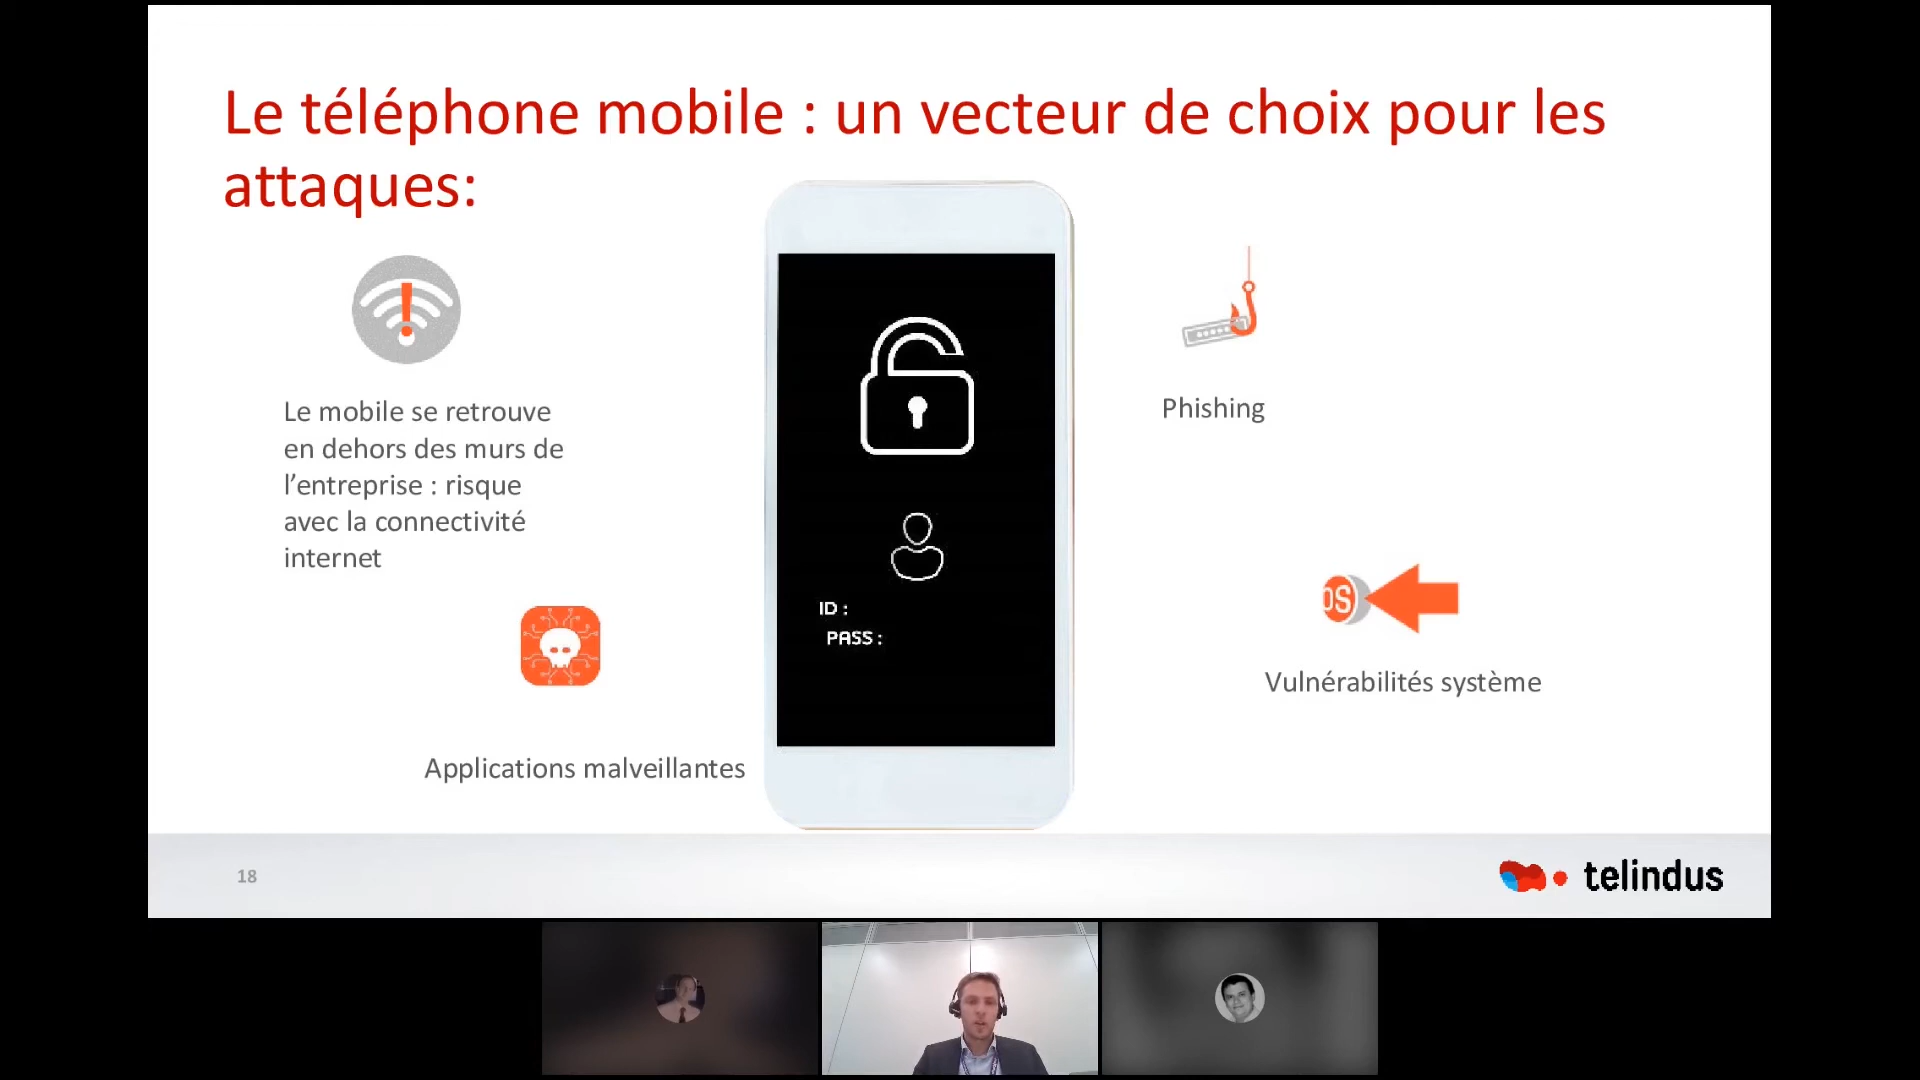 Le téléphone mobile : un vecteur de choix pour les
attaques:
Le mobile se retrouve
en dehors des murs de
l’entreprise : risque
avec la connectivité
internet
Applications malveillantes
ID :
PASS :
Phishing
OS
Vulnérabilités système
18
telindus